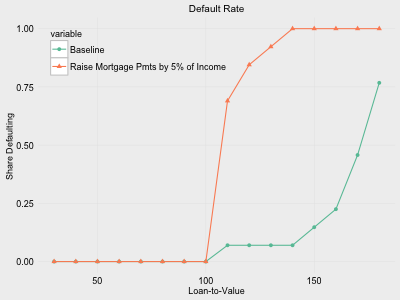 Default Rate
variable
Baseline
Raise Mortgage Pmts by 5% of Income
Share Defaulting
1.00
0.75
0.50
0.25
0.00
50
100
150
Loan-to-Value